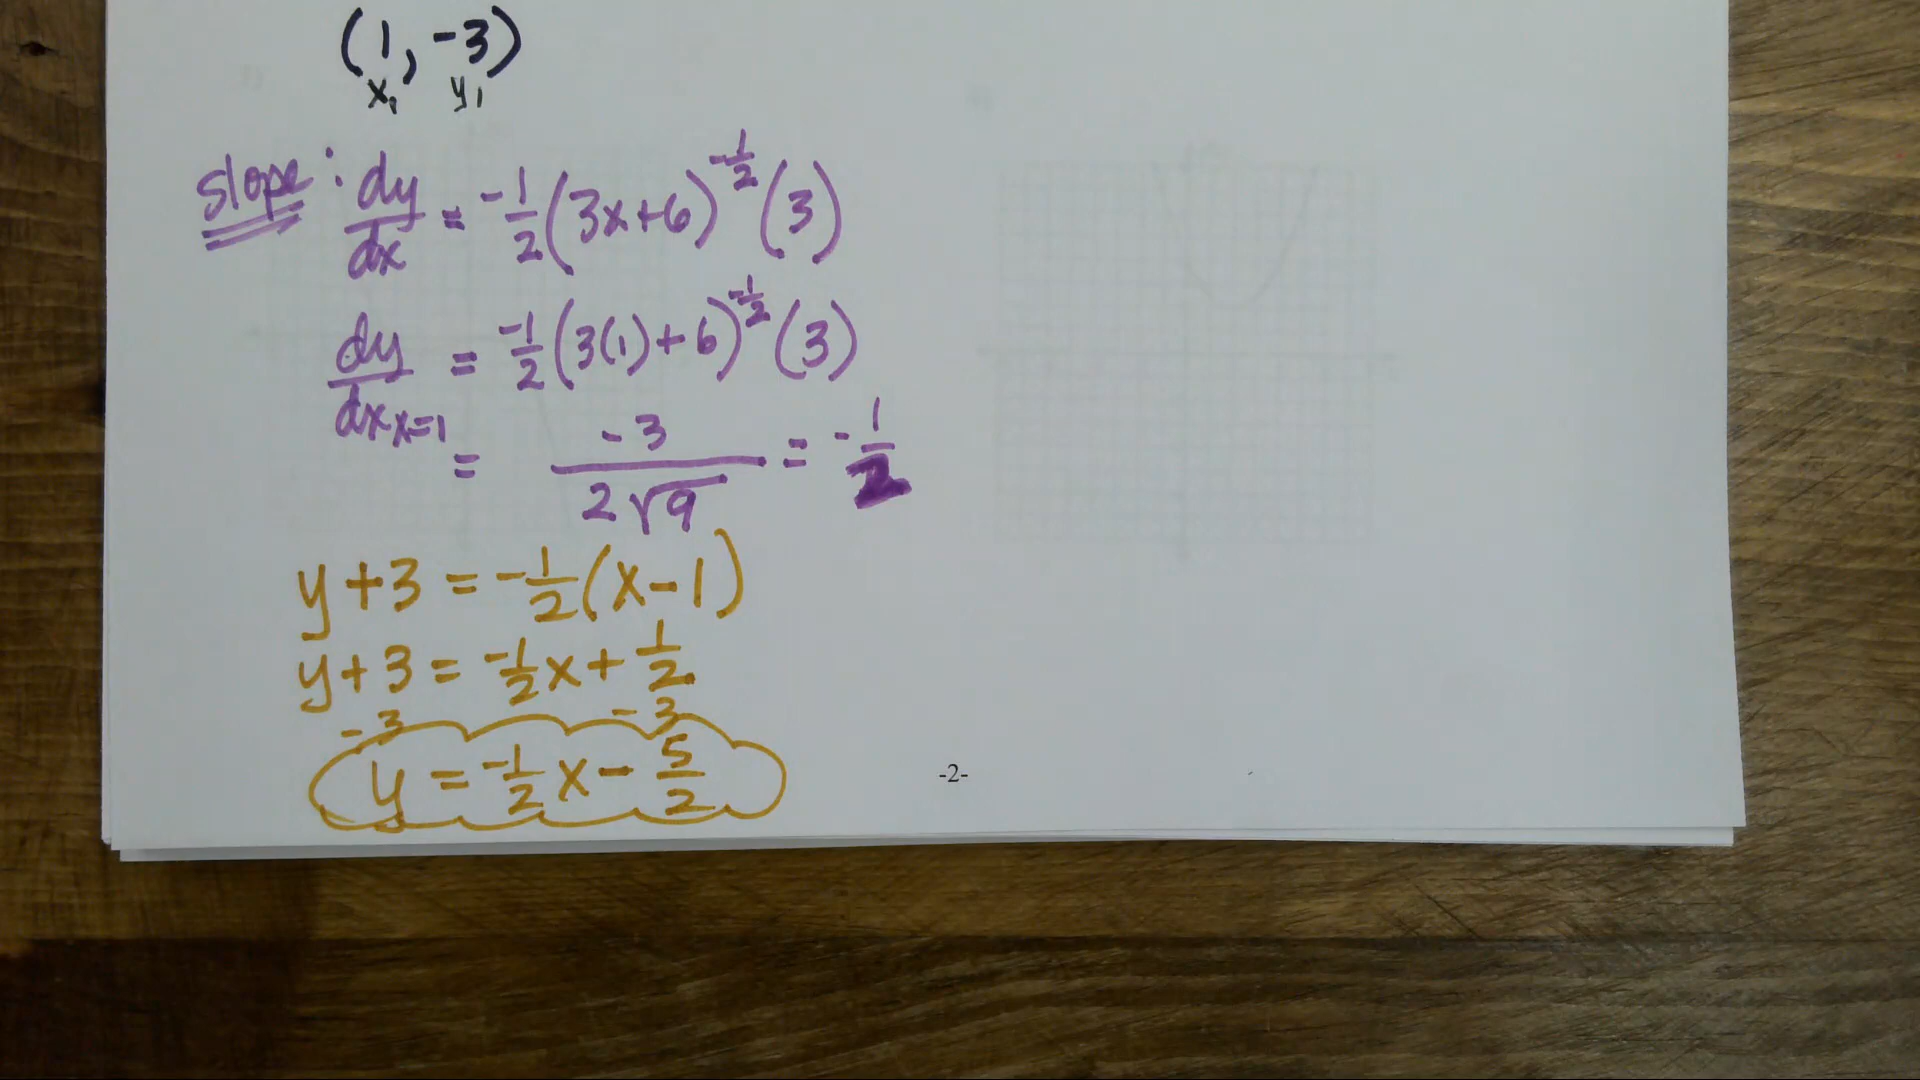 (1, -3)
x₁ y₁
slope: dy/dx = -1/2(3x+6)^(-1/2)(3)
dy/dx x=1 = -1/2(3(1)+6)^(-1/2)(3)
= -3/(2√9) = -1/2
y+3 = -1/2(x-1)
y+3 = -1/2x+1/2
-3 -3
y = -1/2x - 5/2
-2-